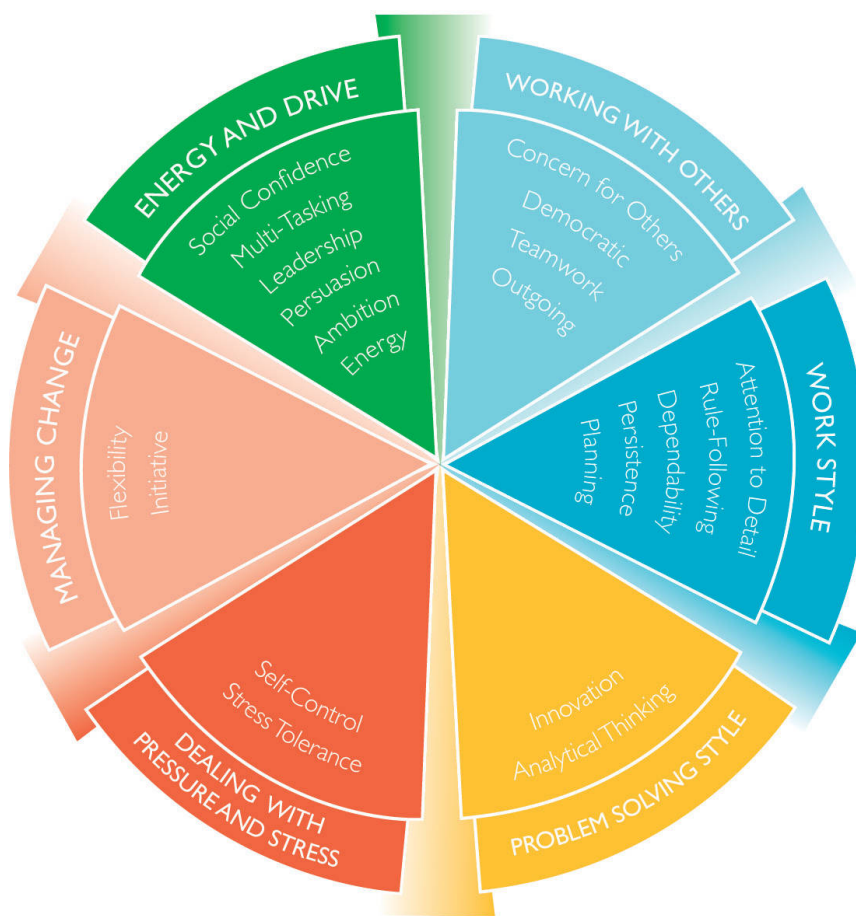 ENERGY AND DRIVE
Social Confidence
Multi-Tasking
Leadership
Persuasion
Ambition
Energy
WORKING WITH OTHERS
Concern for Others
Democratic
Teamwork
Outgoing
WORK STYLE
Attention to Detail
Rule-Following
Dependability
Persistence
Planning
PROBLEM SOLVING STYLE
Innovation
Analytical Thinking
DEALING WITH
PRESSURE AND STRESS
Self-Control
Stress Tolerance
MANAGING CHANGE
Flexibility
Initiative